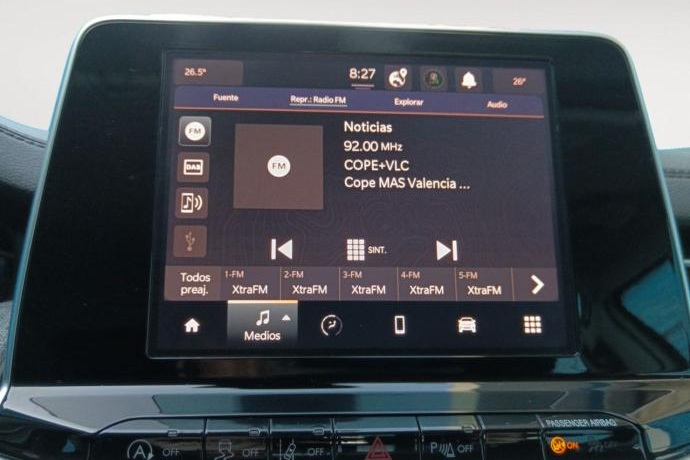 26.5° 8:27 26°
Fuente Repr.: Radio FM Explorar Audio
FM
DAB
FM
Noticias
92.00 MHz
COPE+VLC
Cope MAS Valencia ...
SINT.
Todos
preaj.
1-FM 2-FM 3-FM 4-FM 5-FM
XtraFM XtraFM XtraFM XtraFM XtraFM
Medios
PASSENGER AIRBAG
A OFF OFF OFF P OFF ON